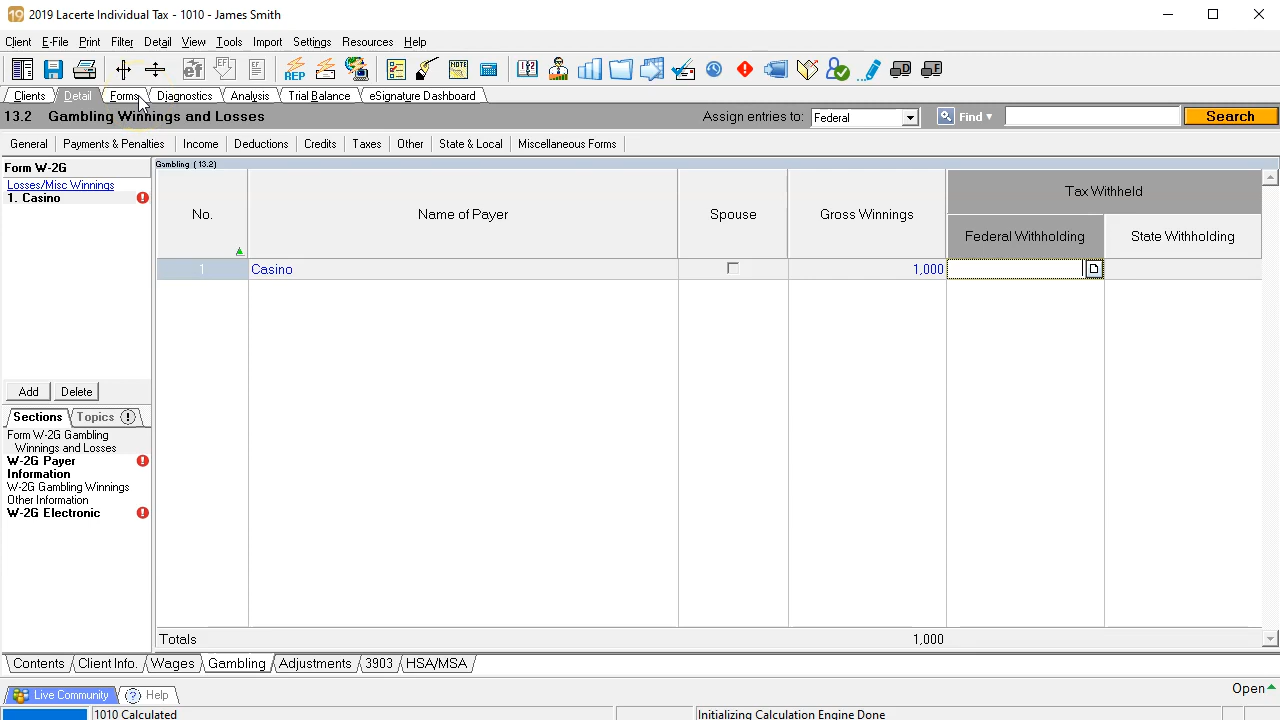 19 2019 Lacerte Individual Tax - 1010 - James Smith
Client E-File Print Filter Detail View Tools Import Settings Resources Help
ef REP NOTE D E
Clients Detail Forms Diagnostics Analysis Trial Balance eSignature Dashboard
13.2 Gambling Winnings and Losses Assign entries to: Federal Find Search
General Payments & Penalties Income Deductions Credits Taxes Other State & Local Miscellaneous Forms
Form W-2G
Losses/Misc Winnings
1. Casino
Add Delete
Sections Topics
Form W-2G Gambling
Winnings and Losses
W-2G Payer
Information
W-2G Gambling Winnings
Other Information
W-2G Electronic
Gambling (13.2)
No. Name of Payer Spouse Gross Winnings Tax Withheld
Federal Withholding State Withholding
1 Casino 1,000
Totals 1,000
Contents Client Info. Wages Gambling Adjustments 3903 HSA/MSA
Live Community Help Open
1010 Calculated Initializing Calculation Engine Done